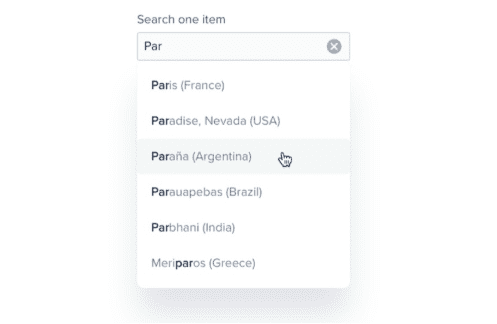 Search one item
Par
Paris (France)
Paradise, Nevada (USA)
Paraña (Argentina)
Parauapebas (Brazil)
Parbhani (India)
Meriparos (Greece)